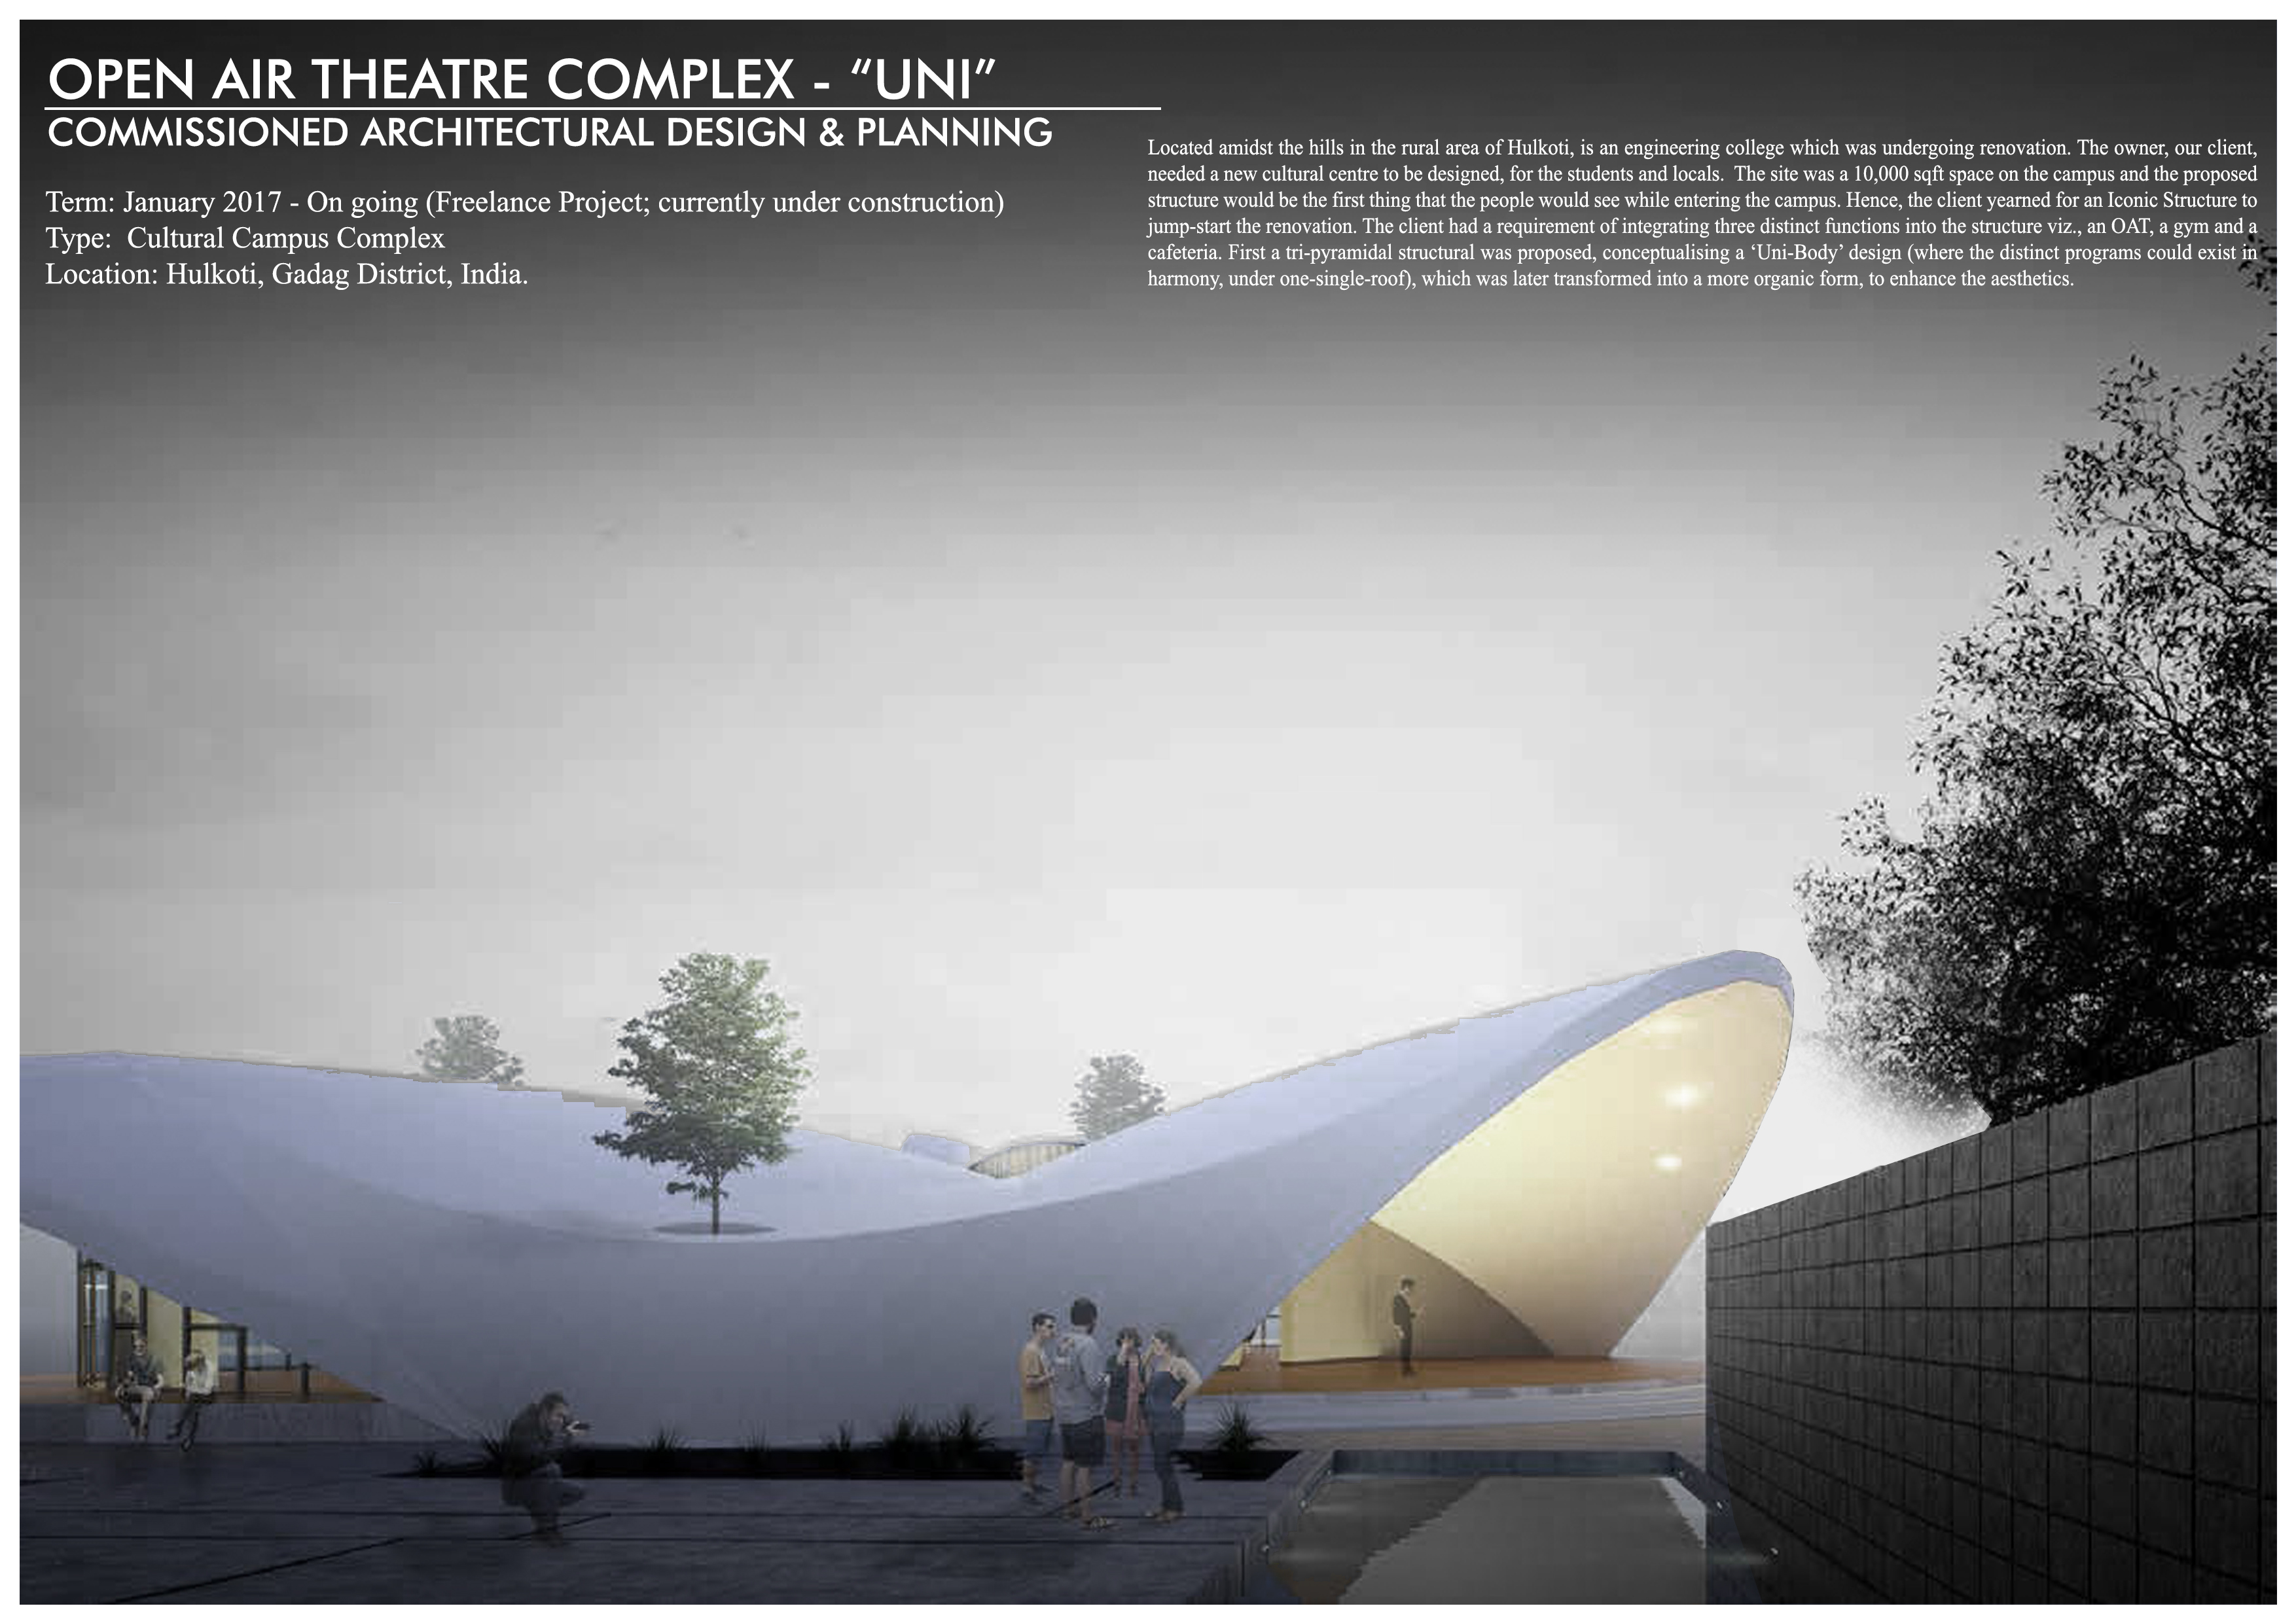 OPEN AIR THEATRE COMPLEX - “UNI”
COMMISSIONED ARCHITECTURAL DESIGN & PLANNING
Term: January 2017 - On going (Freelance Project; currently under construction)
Type:  Cultural Campus Complex
Location: Hulkoti, Gadag District, India.
Located amidst the hills in the rural area of Hulkoti, is an engineering college which was undergoing renovation. The owner, our client,
needed a new cultural centre to be designed, for the students and locals.  The site was a 10,000 sqft space on the campus and the proposed
structure would be the first thing that the people would see while entering the campus. Hence, the client yearned for an Iconic Structure to
jump-start the renovation. The client had a requirement of integrating three distinct functions into the structure viz., an OAT, a gym and a
cafeteria. First a tri-pyramidal structural was proposed, conceptualising a ‘Uni-Body’ design (where the distinct programs could exist in
harmony, under one-single-roof), which was later transformed into a more organic form, to enhance the aesthetics.